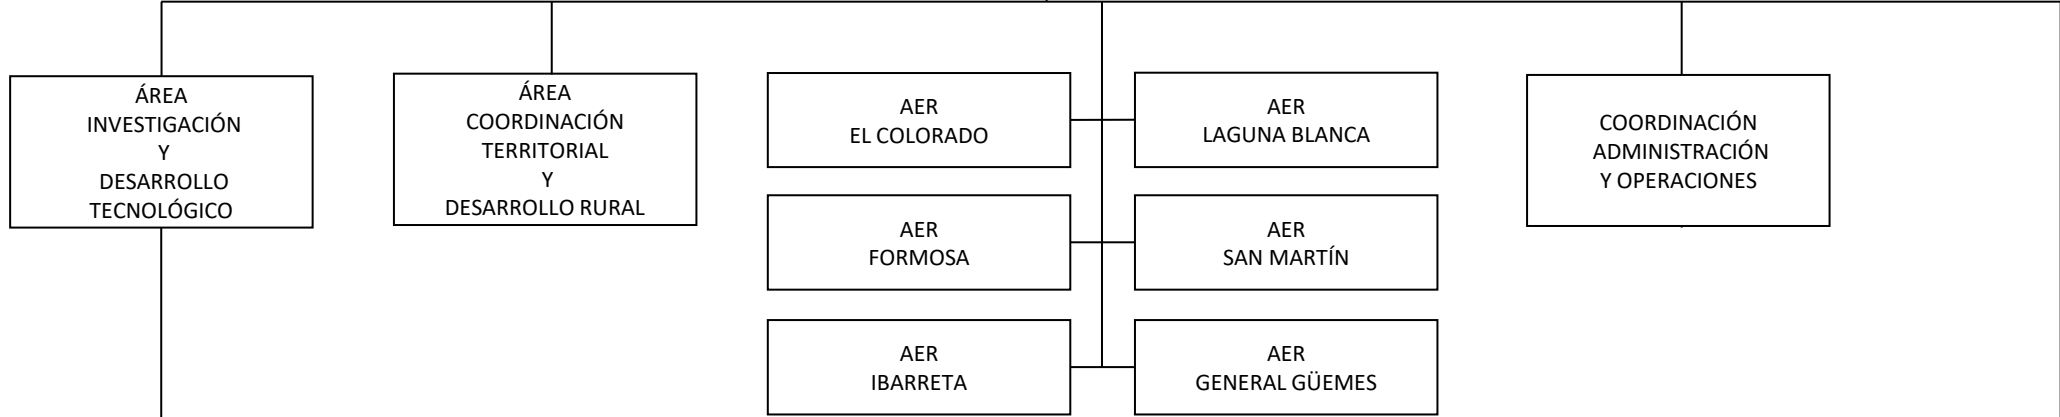 ÁREA
INVESTIGACIÓN
Y
DESARROLLO
TECNOLÓGICO
ÁREA
COORDINACIÓN
TERRITORIAL
Y
DESARROLLO RURAL
AER
EL COLORADO
AER
LAGUNA BLANCA
AER
FORMOSA
AER
SAN MARTÍN
AER
IBARRETA
AER
GENERAL GÜEMES
COORDINACIÓN
ADMINISTRACIÓN
Y OPERACIONES